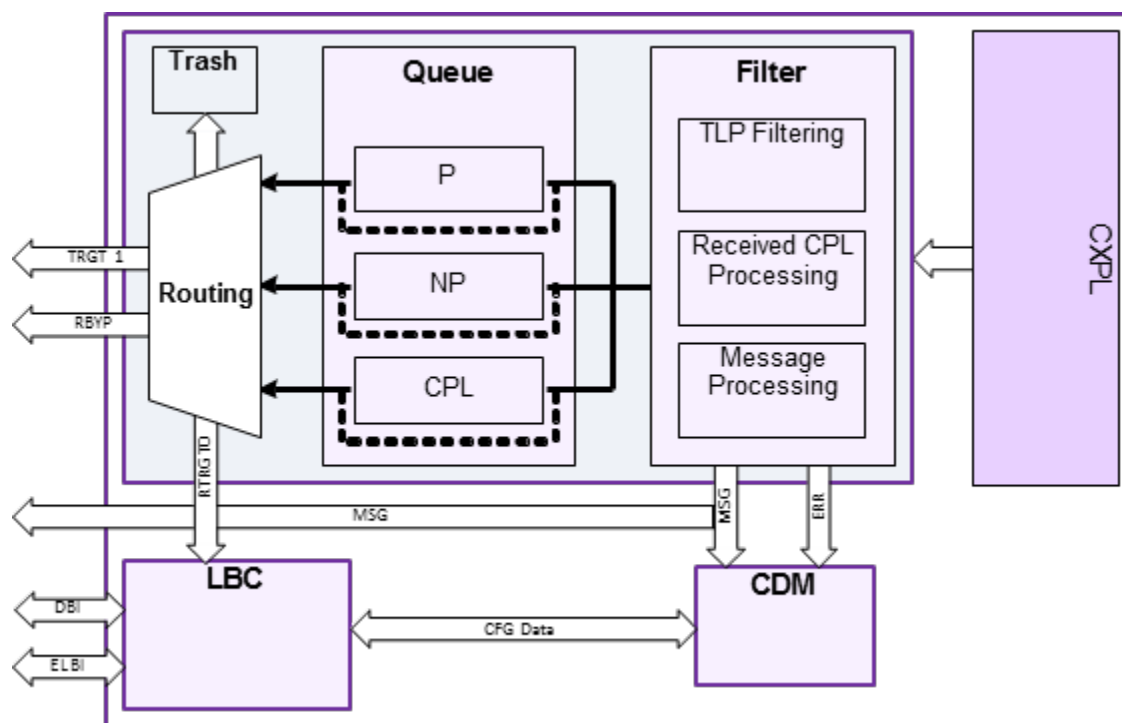 Trash
Queue
Filter
TLP Filtering
P
Received CPL
Processing
CXPL
TRGT 1
NP
Routing
RBYP
Message
Processing
CPL
RTRGT0
MSG
MSG
ERR
LBC
CDM
DBI
CFG Data
ELBI